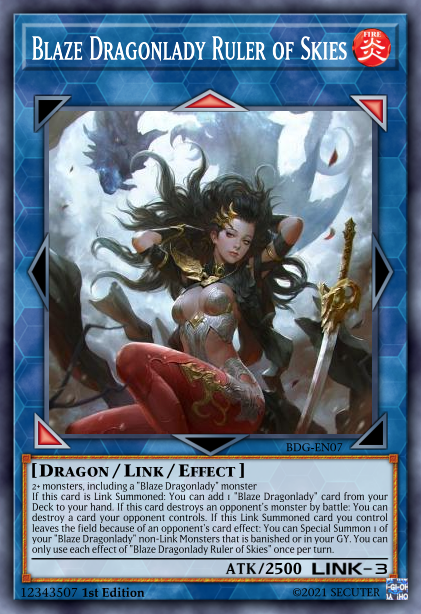 Blaze Dragonlady Ruler of Skies
FIRE
炎
BDG-EN07
[Dragon / Link / Effect]
2+ monsters, including a "Blaze Dragonlady" monster
If this card is Link Summoned: You can add 1 "Blaze Dragonlady" card from your
Deck to your hand. If this card destroys an opponent's monster by battle: You can
destroy a card your opponent controls. If this Link Summoned card you control
leaves the field because of an opponent's card effect: You can Special Summon 1 of
your "Blaze Dragonlady" non-Link Monsters that is banished or in your GY. You can
only use each effect of "Blaze Dragonlady Ruler of Skies" once per turn.
ATK/2500 LINK-3
12343507 1st Edition
©2021 SECUTER